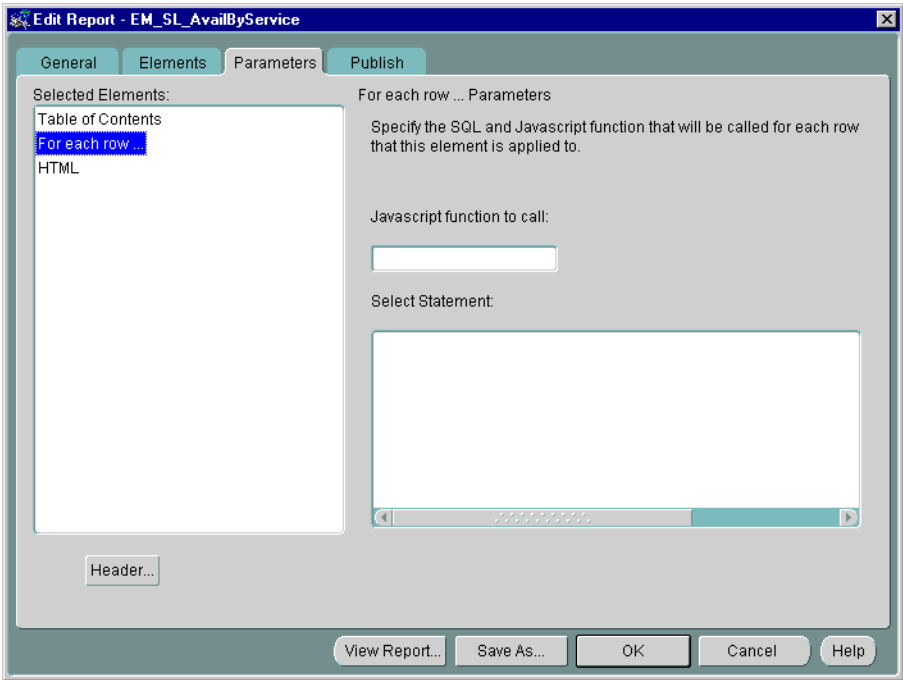 Edit Report - EM_SL_AvailByService
General
Elements
Parameters
Publish
Selected Elements:
Table of Contents
For each row ...
HTML
For each row ... Parameters
Specify the SQL and Javascript function that will be called for each row
that this element is applied to.
Javascript function to call:
Select Statement:
Header...
View Report...
Save As...
OK
Cancel
Help